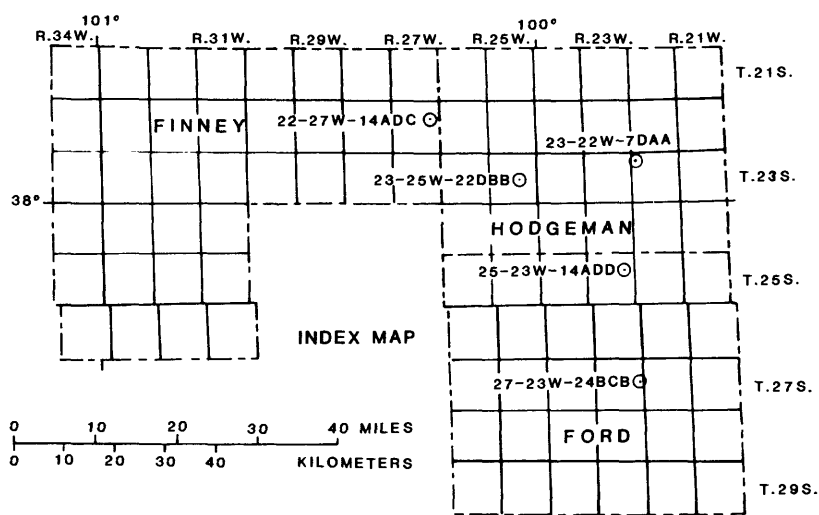 101° 100°
R.34W. R.31W. R.29W. R.27W. R.25W. R.23W. R.21W.
T.21S.
FINNEY 22-27W-14ADC
23-22W-7DAA
23-25W-22DBB T.23S.
38°
HODGEMAN
25-23W-14ADD T.25S.
INDEX MAP
27-23W-24BCB T.27S.
0 10 20 30 40 MILES
FORD
0 10 20 30 40 KILOMETERS
T.29S.